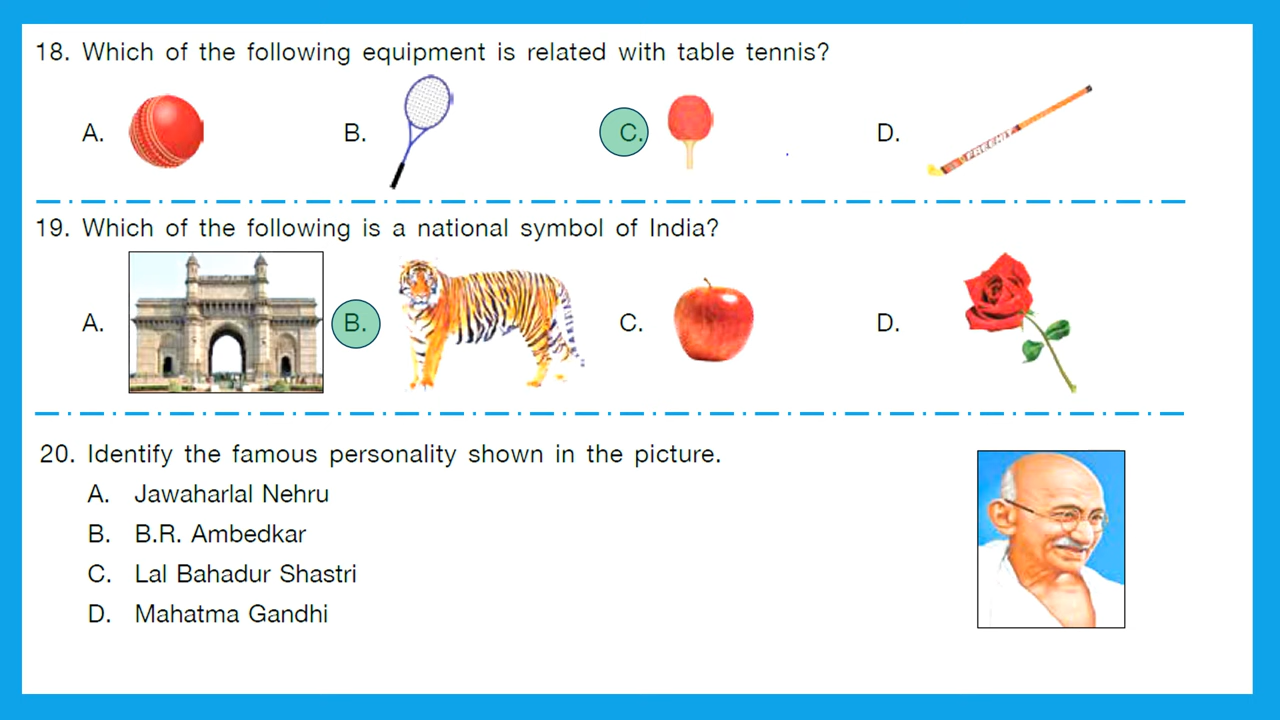 18. Which of the following equipment is related with table tennis?
A. B. C. D.
FREEHIT
19. Which of the following is a national symbol of India?
A. B. C. D.
20. Identify the famous personality shown in the picture.
A. Jawaharlal Nehru
B. B.R. Ambedkar
C. Lal Bahadur Shastri
D. Mahatma Gandhi